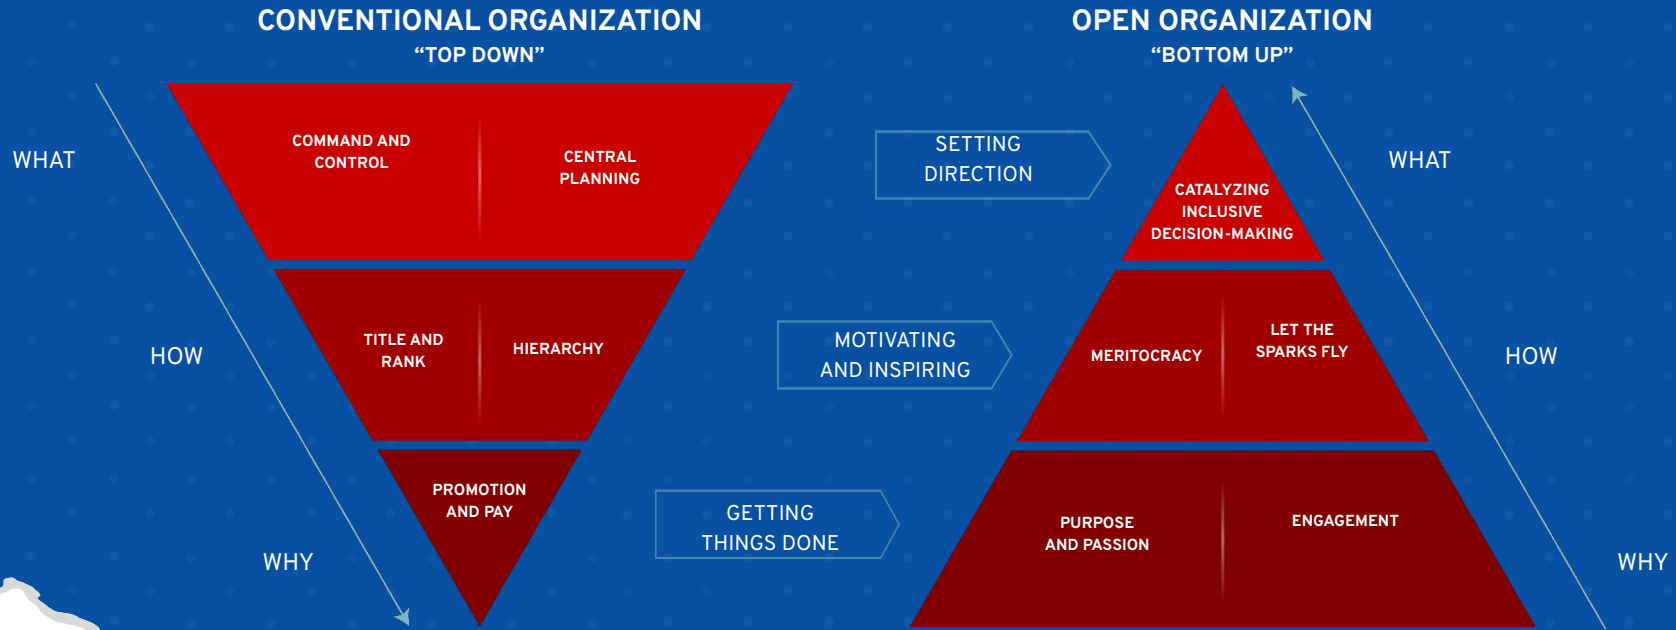 CONVENTIONAL ORGANIZATION
“TOP DOWN”
WHAT
COMMAND AND
CONTROL
CENTRAL
PLANNING
HOW
TITLE AND
RANK
HIERARCHY
WHY
PROMOTION
AND PAY
SETTING
DIRECTION
MOTIVATING
AND INSPIRING
GETTING
THINGS DONE
OPEN ORGANIZATION
“BOTTOM UP”
CATALYZING
INCLUSIVE
DECISION-MAKING
WHAT
MERITOCRACY
LET THE
SPARKS FLY
HOW
PURPOSE
AND PASSION
ENGAGEMENT
WHY